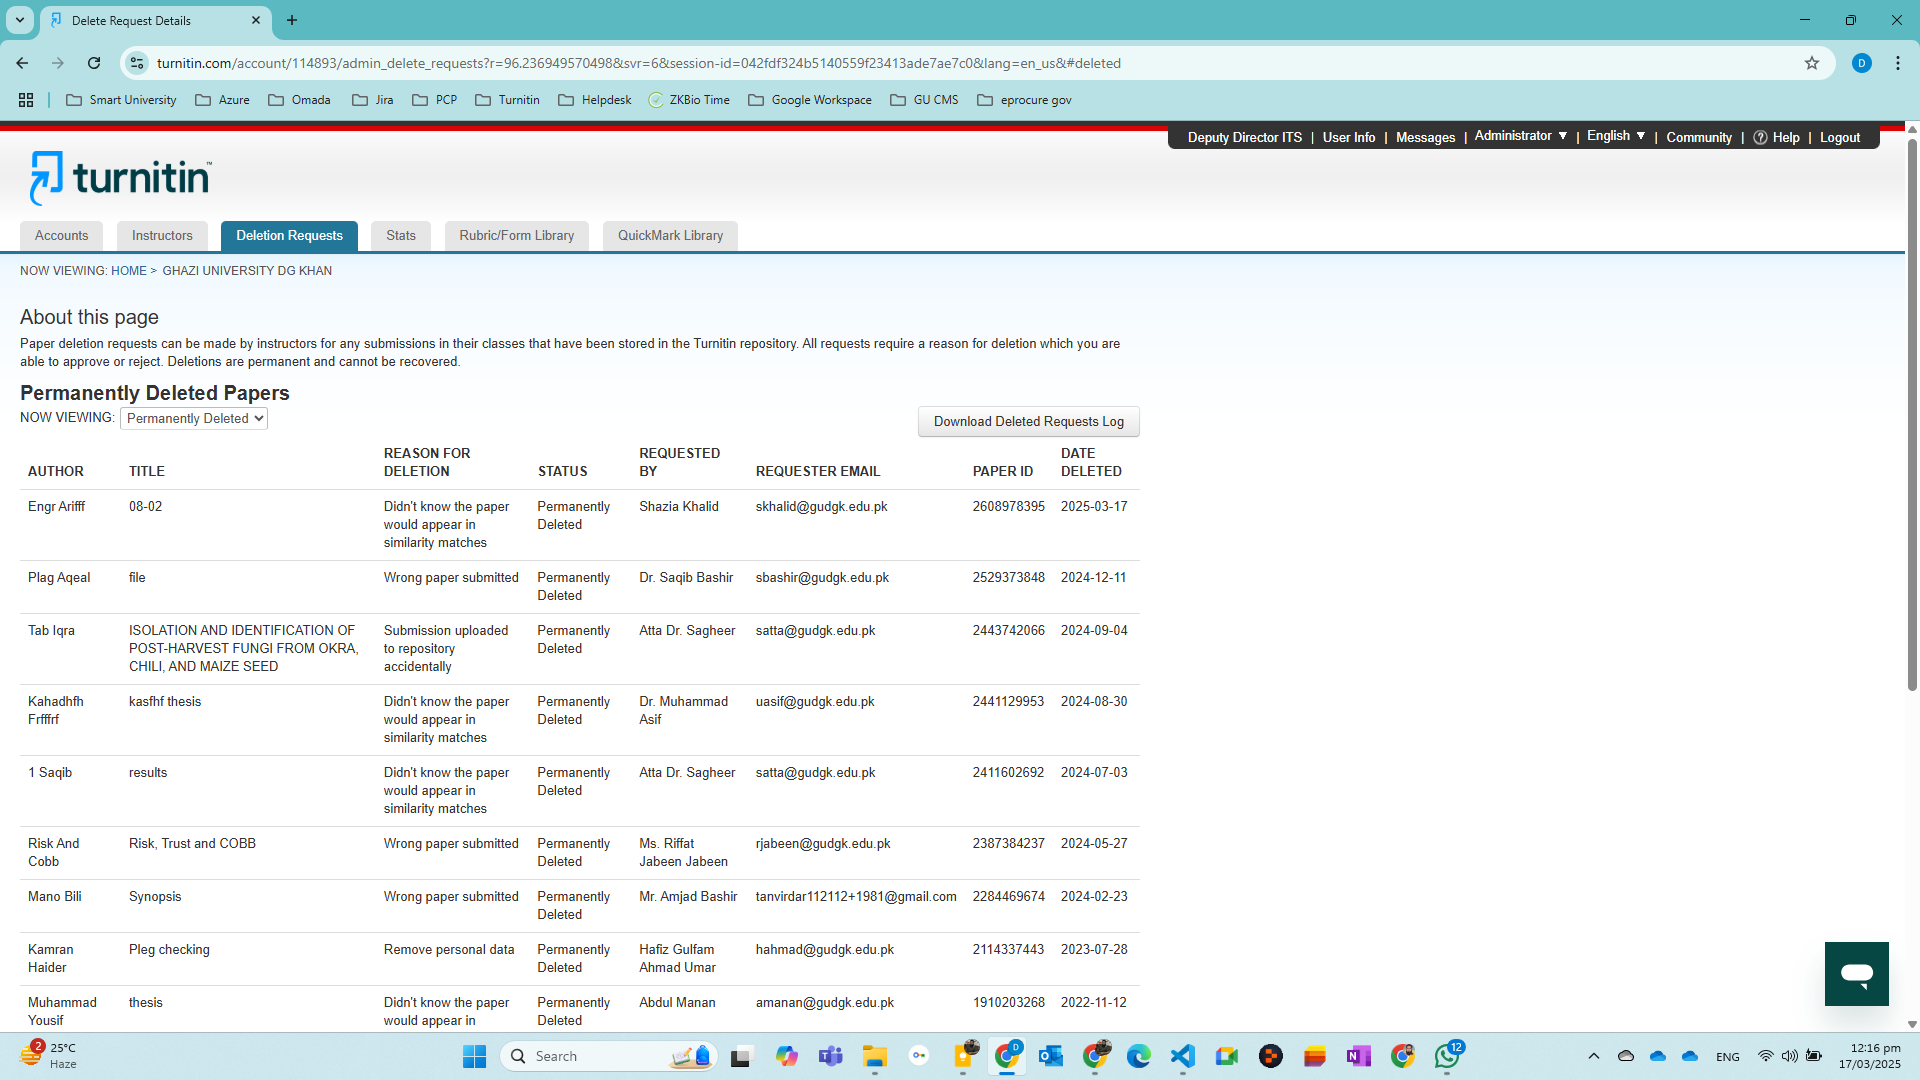 Delete Request Details
turnitin.com/account/114893/admin_delete_requests?r=96.236949570498&svr=6&session-id=042fdf324b5140559f23413ade7ae7c0&lang=en_us&#deleted
D
Smart University
Azure
Omada
Jira
PCP
Turnitin
Helpdesk
ZKBio Time
Google Workspace
GU CMS
eprocure gov
Deputy Director ITS | User Info | Messages | Administrator ▼ | English ▼ | Community | ? Help | Logout
turnitin™
Accounts
Instructors
Deletion Requests
Stats
Rubric/Form Library
QuickMark Library
NOW VIEWING: HOME > GHAZI UNIVERSITY DG KHAN
About this page
Paper deletion requests can be made by instructors for any submissions in their classes that have been stored in the Turnitin repository. All requests require a reason for deletion which you are
able to approve or reject. Deletions are permanent and cannot be recovered.
Permanently Deleted Papers
NOW VIEWING: Permanently Deleted
Download Deleted Requests Log
AUTHOR
TITLE
REASON FOR
DELETION
STATUS
REQUESTED
BY
REQUESTER EMAIL
PAPER ID
DATE
DELETED
Engr Arifff
08-02
Didn't know the paper
would appear in
similarity matches
Permanently
Deleted
Shazia Khalid
skhalid@gudgk.edu.pk
2608978395
2025-03-17
Plag Aqeal
file
Wrong paper submitted
Permanently
Deleted
Dr. Saqib Bashir
sbashir@gudgk.edu.pk
2529373848
2024-12-11
Tab Iqra
ISOLATION AND IDENTIFICATION OF
POST-HARVEST FUNGI FROM OKRA,
CHILI, AND MAIZE SEED
Submission uploaded
to repository
accidentally
Permanently
Deleted
Atta Dr. Sagheer
satta@gudgk.edu.pk
2443742066
2024-09-04
Kahadhfh
Frfffrf
kasfhf thesis
Didn't know the paper
would appear in
similarity matches
Permanently
Deleted
Dr. Muhammad
Asif
uasif@gudgk.edu.pk
2441129953
2024-08-30
1 Saqib
results
Didn't know the paper
would appear in
similarity matches
Permanently
Deleted
Atta Dr. Sagheer
satta@gudgk.edu.pk
2411602692
2024-07-03
Risk And
Cobb
Risk, Trust and COBB
Wrong paper submitted
Permanently
Deleted
Ms. Riffat
Jabeen Jabeen
rjabeen@gudgk.edu.pk
2387384237
2024-05-27
Mano Bili
Synopsis
Wrong paper submitted
Permanently
Deleted
Mr. Amjad Bashir
tanvirdar112112+1981@gmail.com
2284469674
2024-02-23
Kamran
Haider
Pleg checking
Remove personal data
Permanently
Deleted
Hafiz Gulfam
Ahmad Umar
hahmad@gudgk.edu.pk
2114337443
2023-07-28
Muhammad
Yousif
thesis
Didn't know the paper
would appear in
Permanently
Deleted
Abdul Manan
amanan@gudgk.edu.pk
1910203268
2022-11-12
2
25°C
Haze
Search
D
12
ENG
12:16 pm
17/03/2025